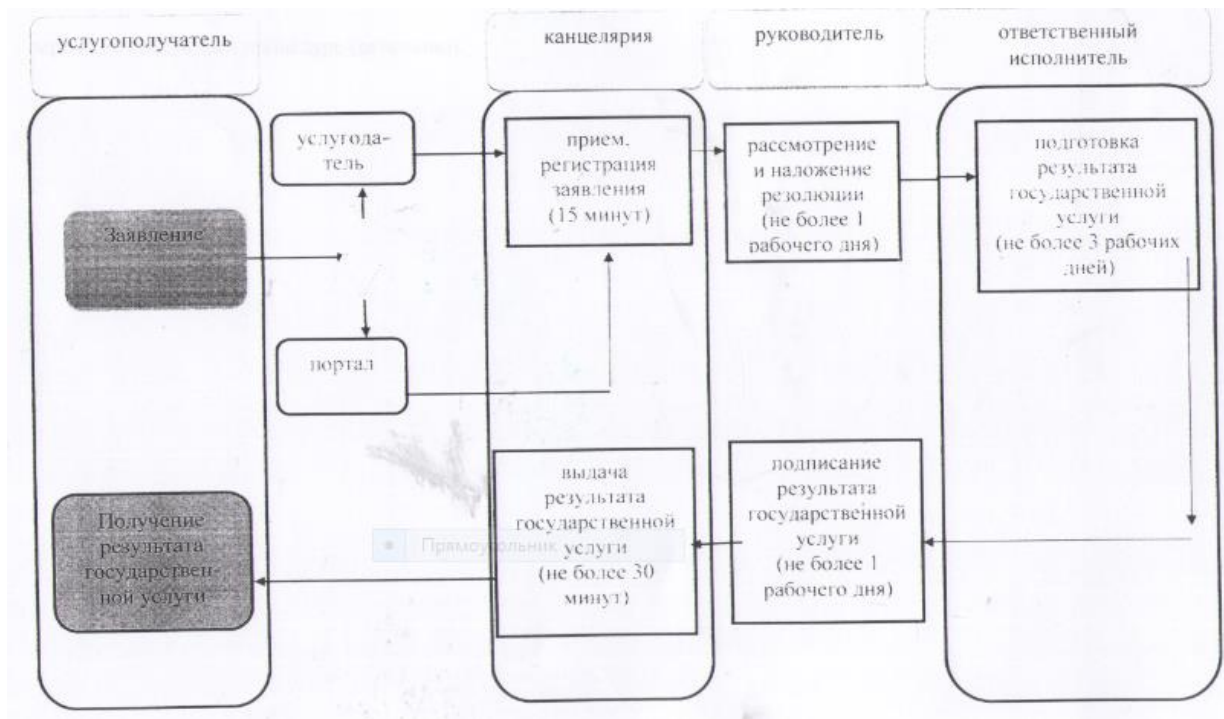 услугополучатель
канцелярия
руководитель
ответственный
исполнитель
Заявление
услугода-
тель
портал
прием,
регистрация
заявления
(15 минут)
рассмотрение
и наложение
резолюции
(не более 1
рабочего дня)
подготовка
результата
государственной
услуги
(не более 3 рабочих
дней)
подписание
результата
государственной
услуги
(не более 1
рабочего дня)
выдача
результата
государственной
услуги
(не более 30
минут)
Прямоугольник
Получение
результата
государствен-
ной услуги